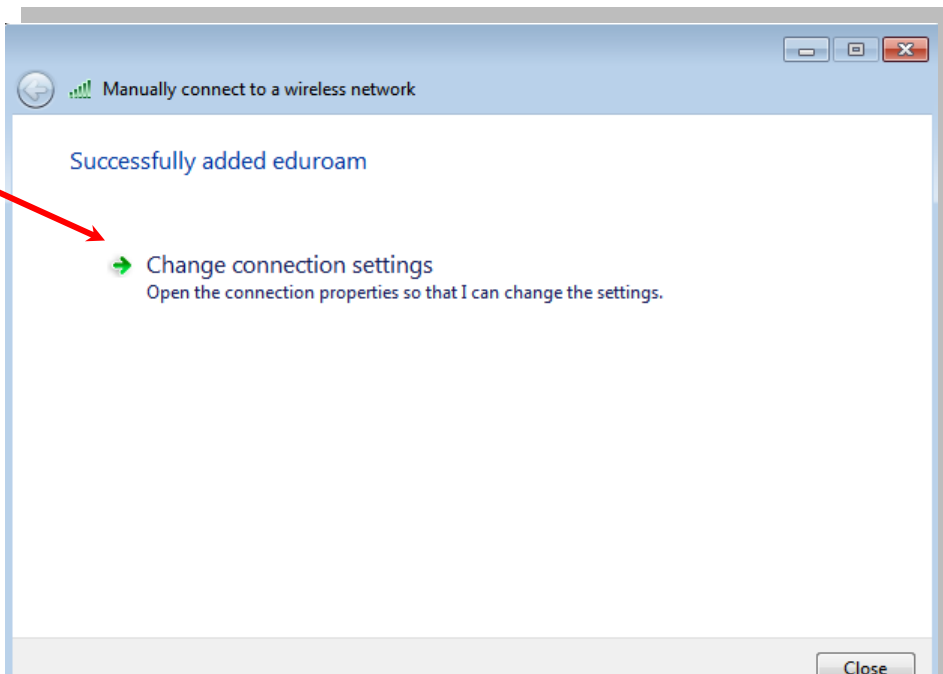 Manually connect to a wireless network
Successfully added eduroam
Change connection settings
Open the connection properties so that I can change the settings.
Close